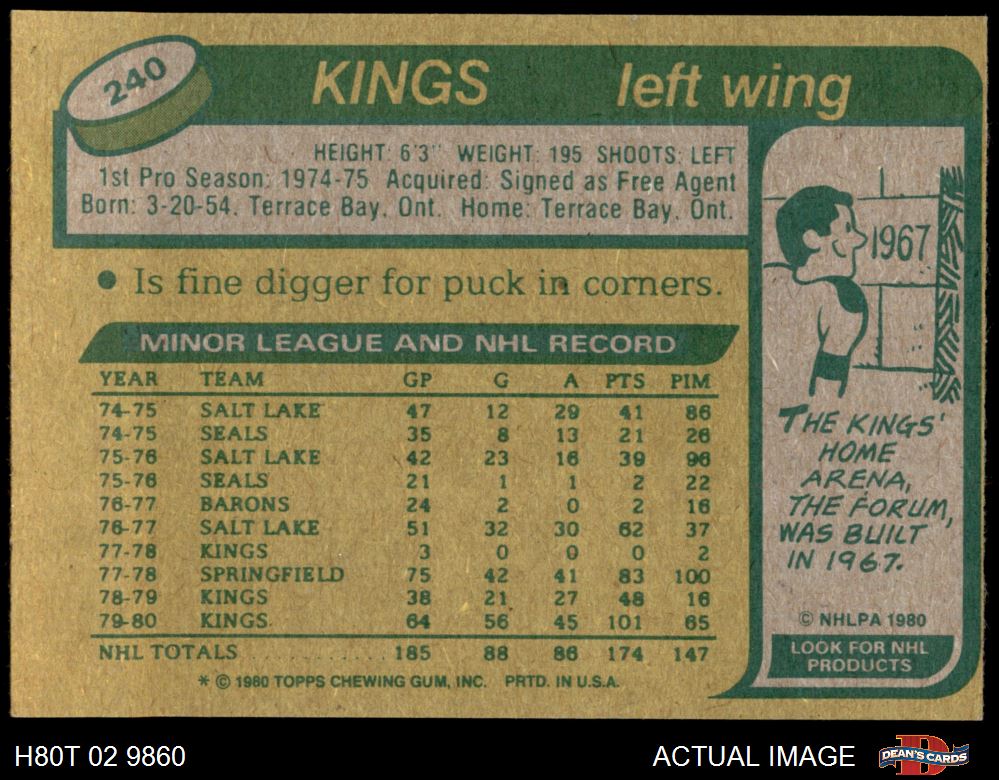 240
KINGS left wing
HEIGHT: 6'3" WEIGHT: 195 SHOOTS: LEFT
1st Pro Season: 1974-75 Acquired: Signed as Free Agent
Born: 3-20-54, Terrace Bay, Ont. Home: Terrace Bay, Ont.
• Is fine digger for puck in corners.
MINOR LEAGUE AND NHL RECORD
YEAR TEAM GP G A PTS PIM
74-75 SALT LAKE 47 12 29 41 86
74-75 SEALS 35 8 13 21 26
75-76 SALT LAKE 42 23 16 39 96
75-76 SEALS 21 1 1 2 22
76-77 BARONS 24 2 0 2 16
76-77 SALT LAKE 51 32 30 62 37
77-78 KINGS 3 0 0 0 2
77-78 SPRINGFIELD 75 42 41 83 100
78-79 KINGS 38 21 27 48 16
79-80 KINGS 64 56 45 101 65
NHL TOTALS .............. 185 88 86 174 147
* © 1980 TOPPS CHEWING GUM, INC. PRTD. IN U.S.A.
1967
THE KINGS'
HOME
ARENA,
THE FORUM,
WAS BUILT
IN 1967.
© NHLPA 1980
LOOK FOR NHL
PRODUCTS
H80T 02 9860
ACTUAL IMAGE
DEAN'S CARDS